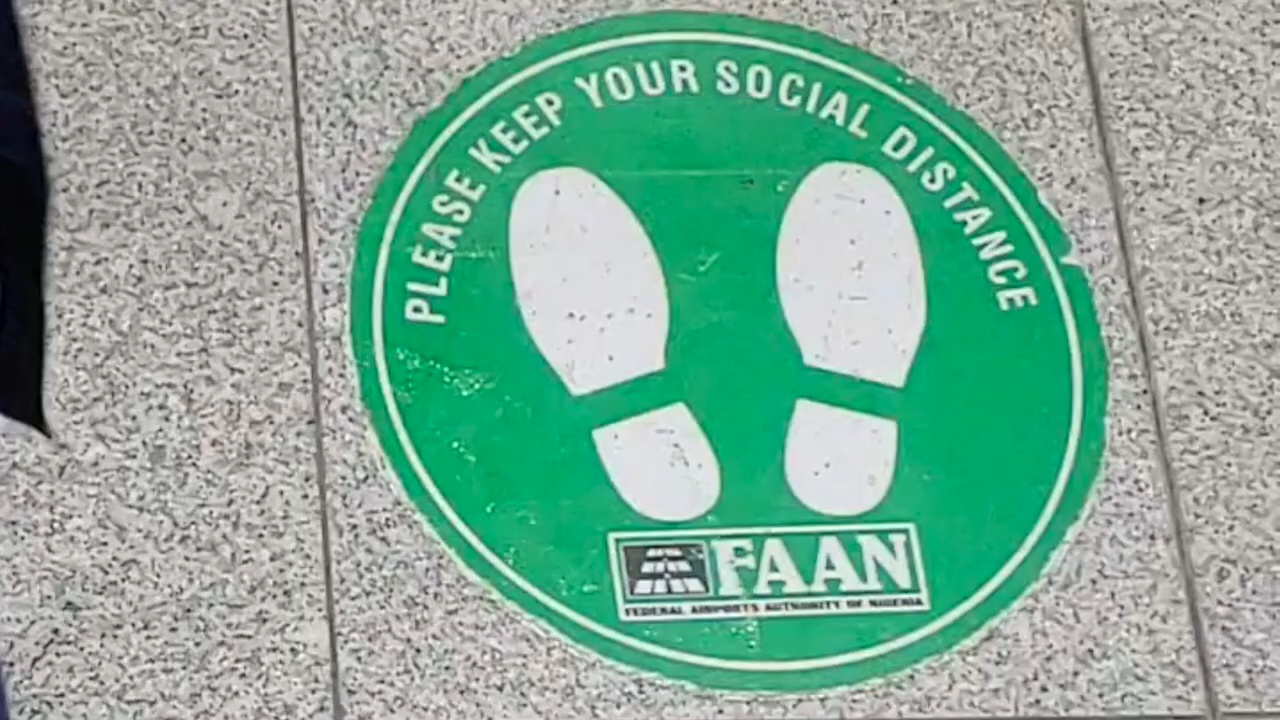 PLEASE KEEP YOUR SOCIAL DISTANCE
FAAN
FEDERAL AIRPORTS AUTHORITY OF NIGERIA